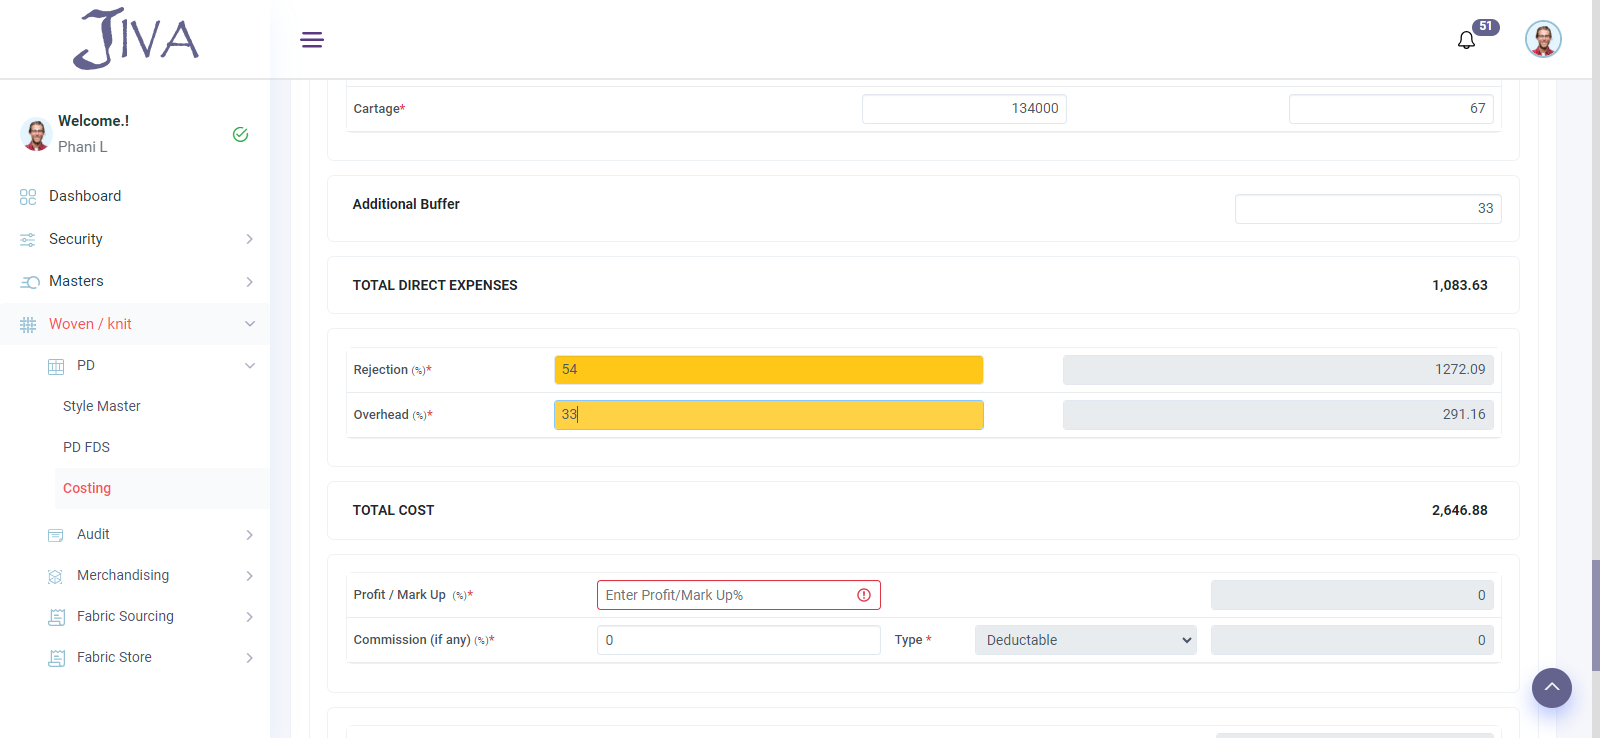 JIVA
51
Welcome.!
Phani L
Dashboard
Security
Masters
Woven / knit
PD
Style Master
PD FDS
Costing
Audit
Merchandising
Fabric Sourcing
Fabric Store
Cartage* 134000 67
Additional Buffer 33
TOTAL DIRECT EXPENSES 1,083.63
Rejection (%)* 54 1272.09
Overhead (%)* 33 291.16
TOTAL COST 2,646.88
Profit / Mark Up (%)* Enter Profit/Mark Up% 0
Commission (if any) (%)* 0 Type * Deductable 0